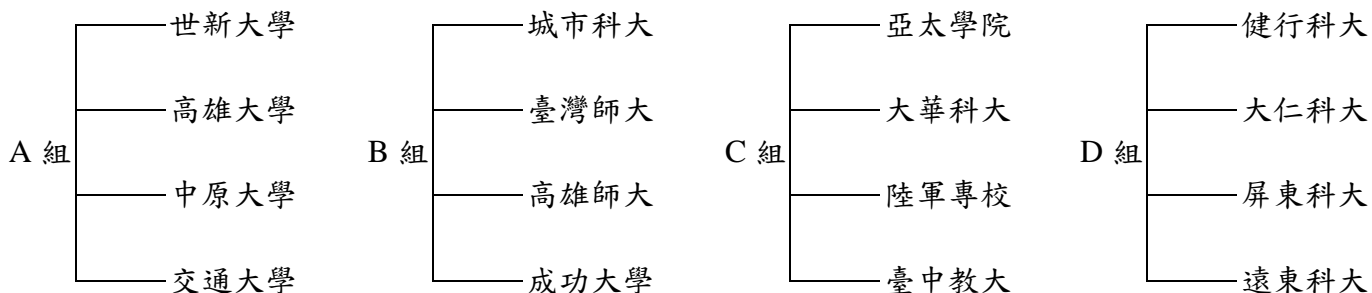 世新大學 城市科大 亞太學院 健行科大
高雄大學 臺灣師大 大華科大 大仁科大
A 組 B 組 C 組 D 組
中原大學 高雄師大 陸軍專校 屏東科大
交通大學 成功大學 臺中教大 遠東科大